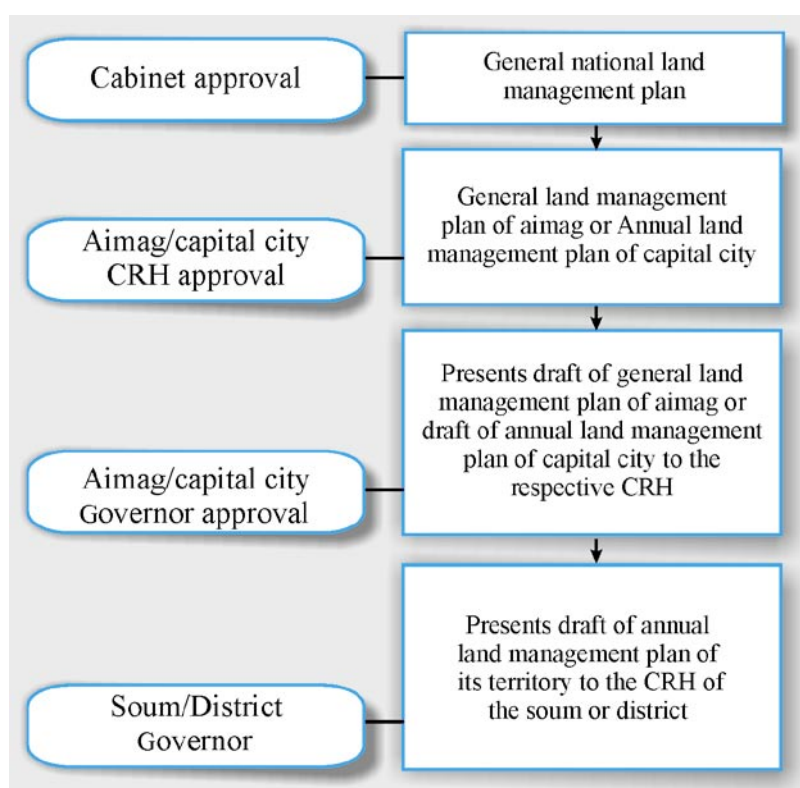 Cabinet approval
General national land
management plan
Aimag/capital city
CRH approval
General land management
plan of aimag or Annual land
management plan of capital city
Aimag/capital city
Governor approval
Presents draft of general land
management plan of aimag or
draft of annual land management
plan of capital city to the
respective CRH
Soum/District
Governor
Presents draft of annual
land management plan of
its territory to the CRH of
the soum or district